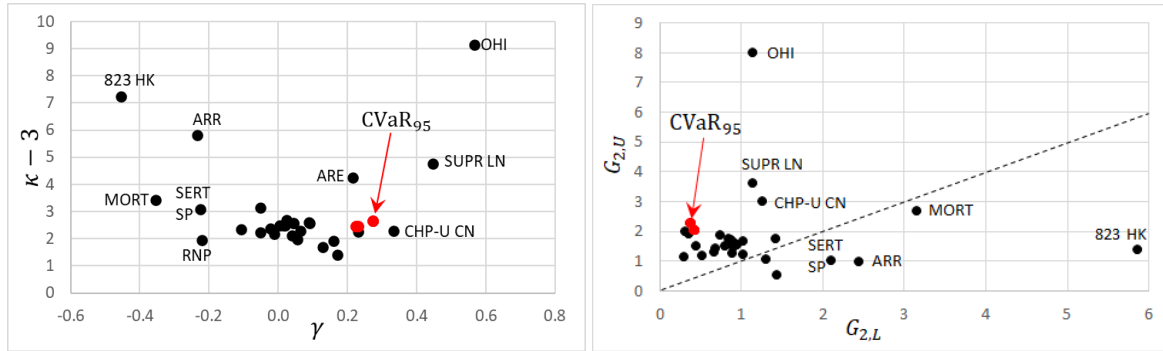 10
9
8
7
6
5
4
3
2
1
0
κ − 3
OHI
823 HK
ARR
CVaR₉₅
SUPR LN
ARE
MORT
SERT
SP
CHP-U CN
RNP
-0.6
-0.4
-0.2
0.0
0.2
0.4
0.6
0.8
γ
9
8
7
6
5
4
3
2
1
0
G₂,U
OHI
CVaR₉₅
SUPR LN
CHP-U CN
MORT
823 HK
SERT
SP
ARR
0
1
2
3
4
5
6
G₂,L